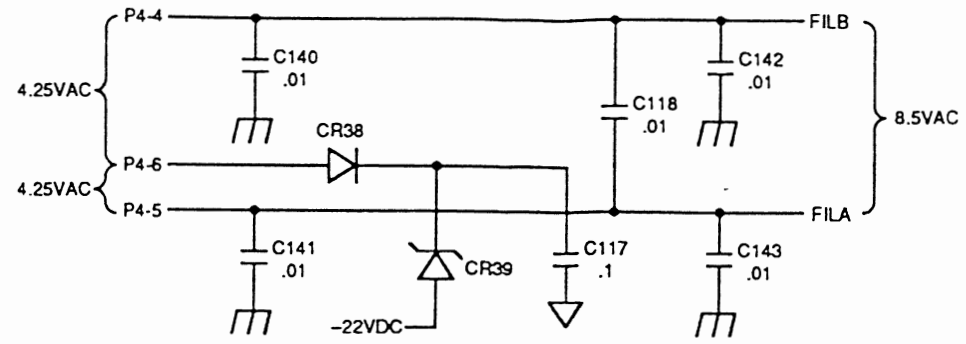 P4-4
FILB
C140
.01
C142
.01
4.25VAC
C118
.01
8.5VAC
CR38
P4-6
4.25VAC
P4-5
FILA
C141
.01
CR39
C117
.1
C143
.01
-22VDC